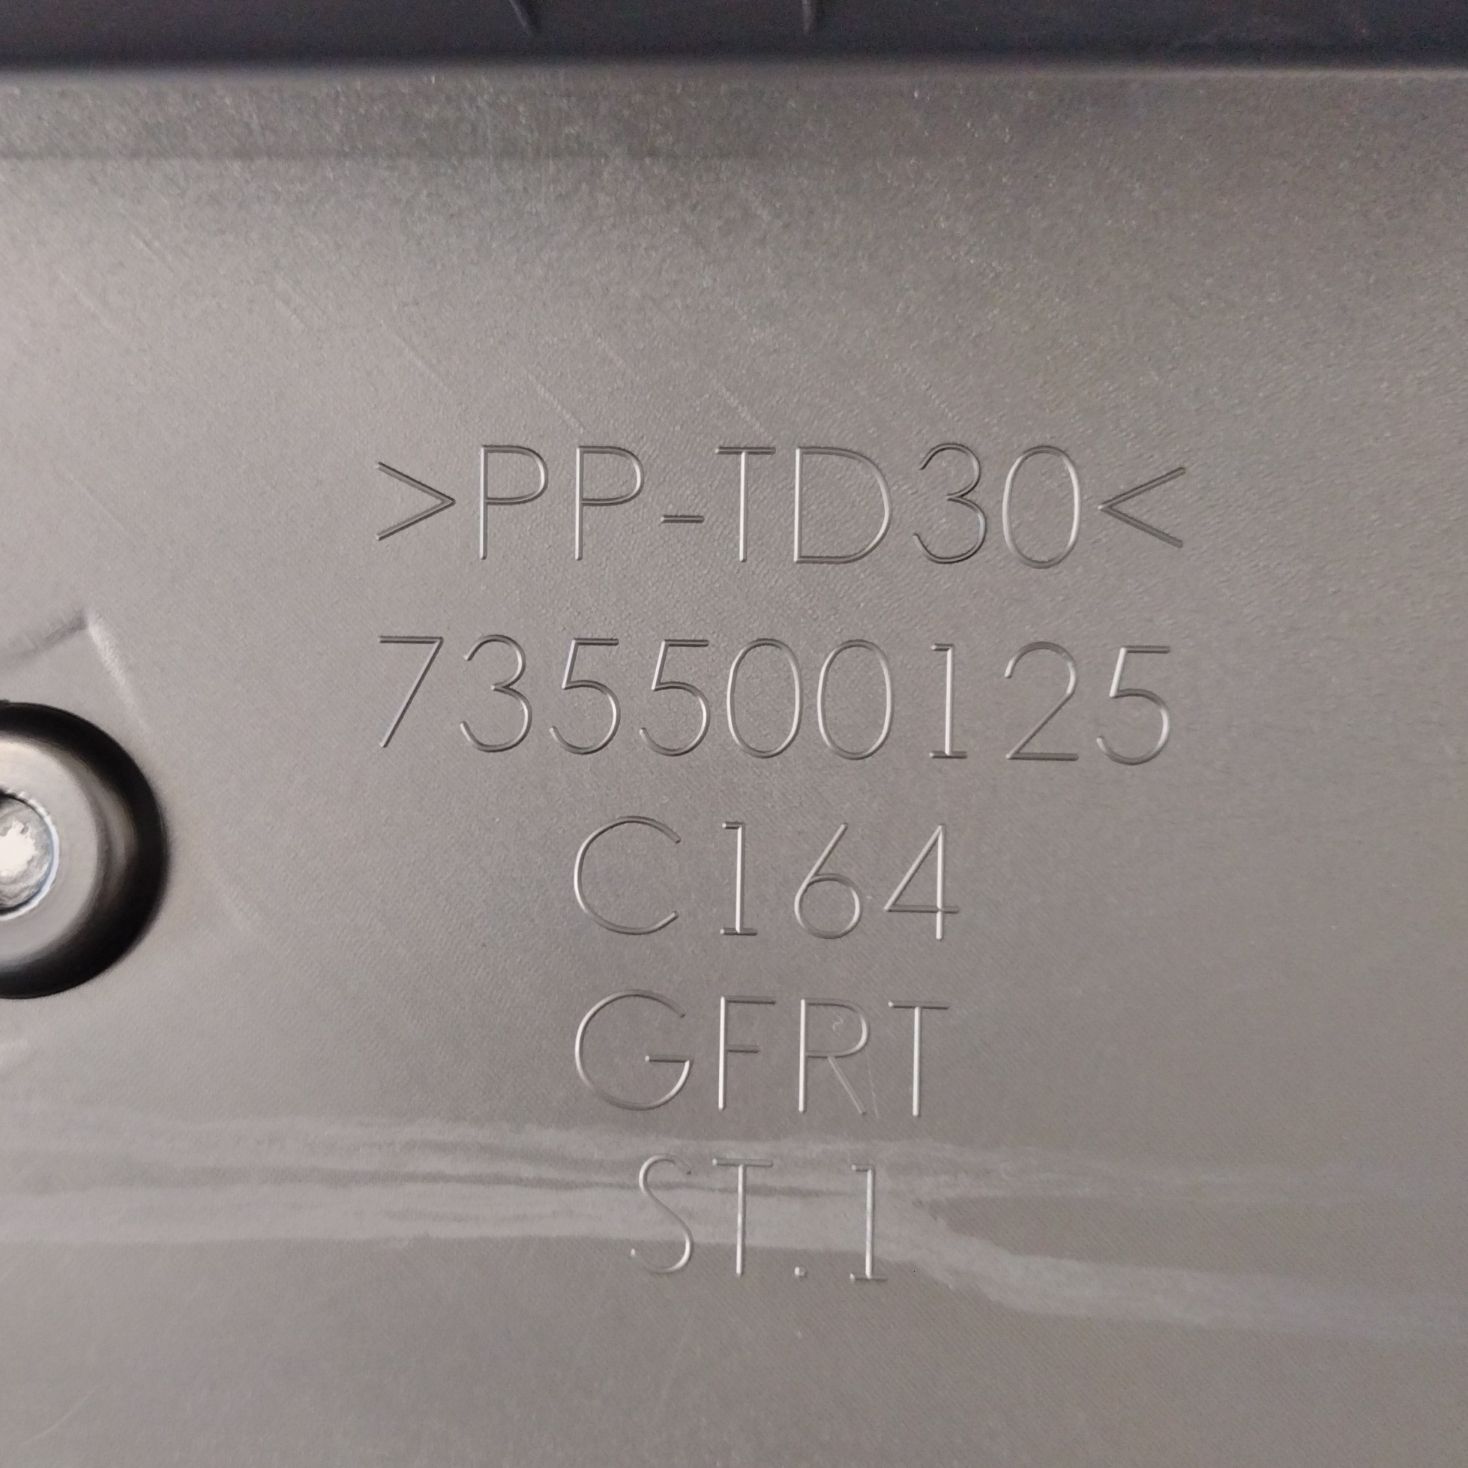 >PP-TD30<
735500125
C164
GFRT
ST.1